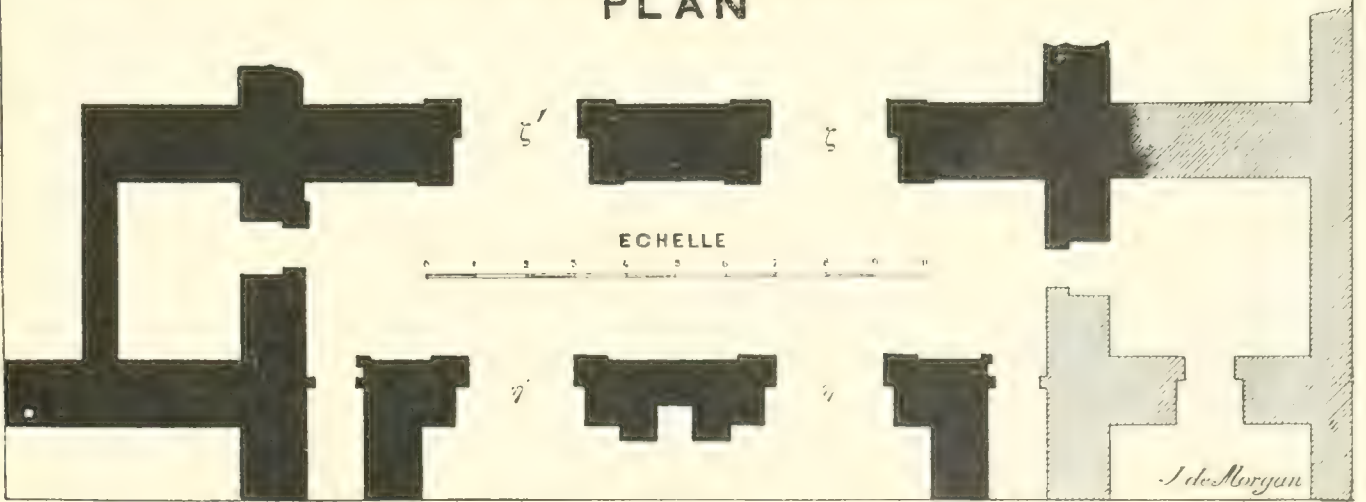 PLAN
ζ′ ζ
ECHELLE
0 1 2 3 4 5 6 7 8 9 10
η′ η
J de Morgan